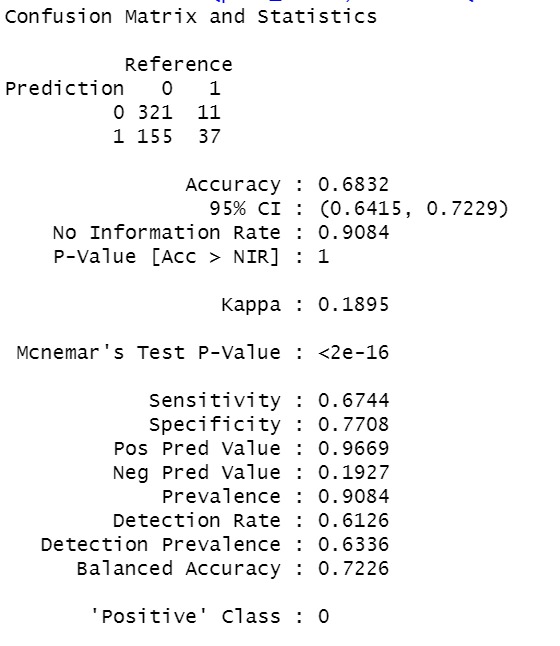 Confusion Matrix and Statistics
Reference
Prediction 0 1
0 321 11
1 155 37
Accuracy : 0.6832
95% CI : (0.6415, 0.7229)
No Information Rate : 0.9084
P-Value [Acc > NIR] : 1
Kappa : 0.1895
Mcnemar's Test P-Value : <2e-16
Sensitivity : 0.6744
Specificity : 0.7708
Pos Pred Value : 0.9669
Neg Pred Value : 0.1927
Prevalence : 0.9084
Detection Rate : 0.6126
Detection Prevalence : 0.6336
Balanced Accuracy : 0.7226
'Positive' Class : 0